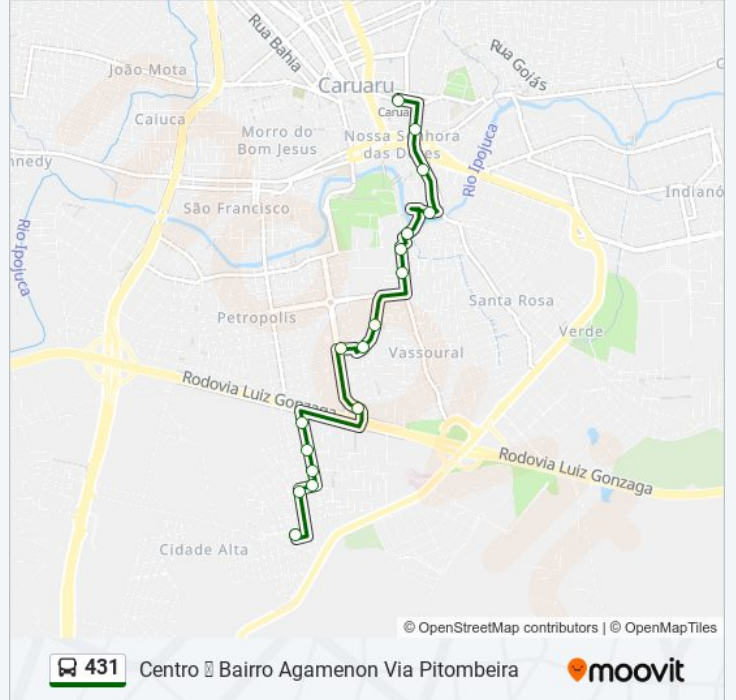 Rua Bahia
Rua Goiás
João Mota
Caruaru
Carua
Caiuca
Morro do
Bom Jesus
Nossa Senhora
das D res
nnedy
Rio Ipojuca
Indianó
São Francisco
Rio Ipojuca
Santa Rosa
Petropolis
Verde
Vassoural
Rodovia Luiz Gonzaga
Rodovia Luiz Gonzaga
Cidade Alta
© OpenStreetMap contributors | © OpenMapTiles
431 Centro Bairro Agamenon Via Pitombeira
moovit